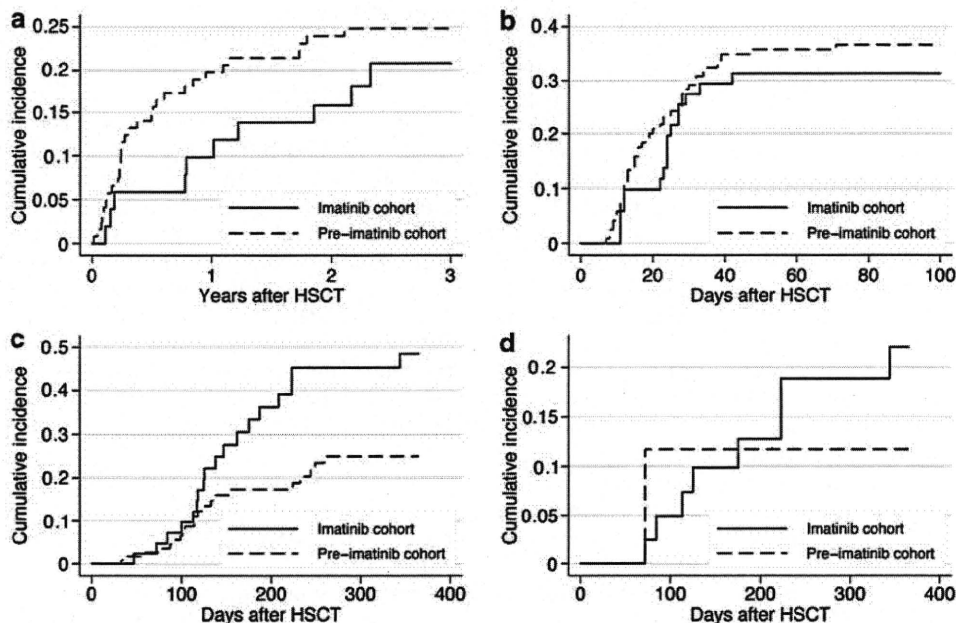 a
Cumulative incidence
0.25
0.20
0.15
0.10
0.05
0
Imatinib cohort
Pre-imatinib cohort
0 1 2 3
Years after HSCT
b
Cumulative incidence
0.4
0.3
0.2
0.1
0
Imatinib cohort
Pre-imatinib cohort
0 20 40 60 80 100
Days after HSCT
c
Cumulative incidence
0.5
0.4
0.3
0.2
0.1
0
Imatinib cohort
Pre-imatinib cohort
0 100 200 300 400
Days after HSCT
d
Cumulative incidence
0.2
0.15
0.1
0.05
0
Imatinib cohort
Pre-imatinib cohort
0 100 200 300 400
Days after HSCT